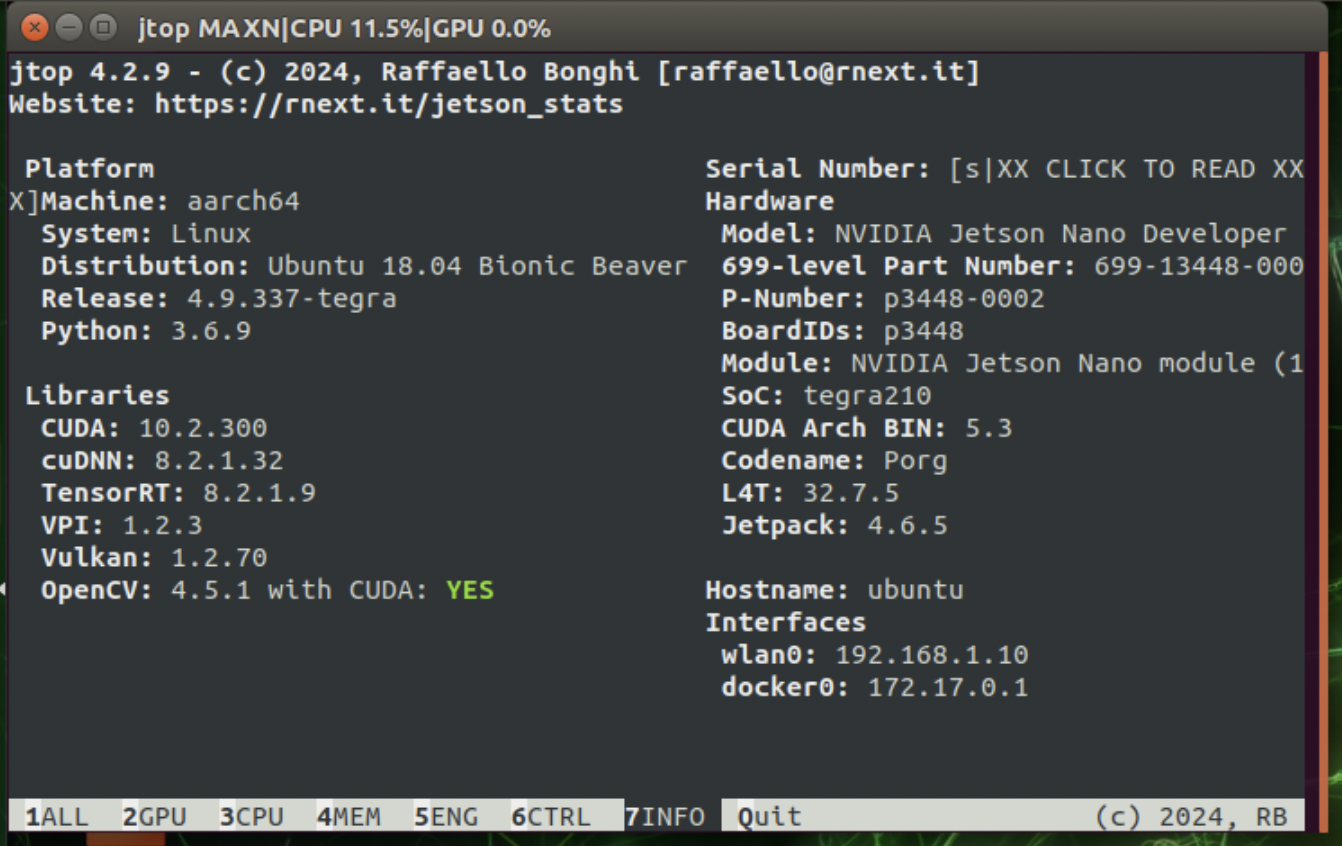 jtop MAXN|CPU 11.5%|GPU 0.0%
jtop 4.2.9 - (c) 2024, Raffaello Bonghi [raffaello@rnext.it]
Website: https://rnext.it/jetson_stats
Platform
X]Machine: aarch64
System: Linux
Distribution: Ubuntu 18.04 Bionic Beaver
Release: 4.9.337-tegra
Python: 3.6.9
Libraries
CUDA: 10.2.300
cuDNN: 8.2.1.32
TensorRT: 8.2.1.9
VPI: 1.2.3
Vulkan: 1.2.70
OpenCV: 4.5.1 with CUDA: YES
Serial Number: [s|XX CLICK TO READ XX
Hardware
Model: NVIDIA Jetson Nano Developer
699-level Part Number: 699-13448-000
P-Number: p3448-0002
BoardIDs: p3448
Module: NVIDIA Jetson Nano module (1
SoC: tegra210
CUDA Arch BIN: 5.3
Codename: Porg
L4T: 32.7.5
Jetpack: 4.6.5
Hostname: ubuntu
Interfaces
wlan0: 192.168.1.10
docker0: 172.17.0.1
1ALL 2GPU 3CPU 4MEM 5ENG 6CTRL 7INFO Quit (c) 2024, RB